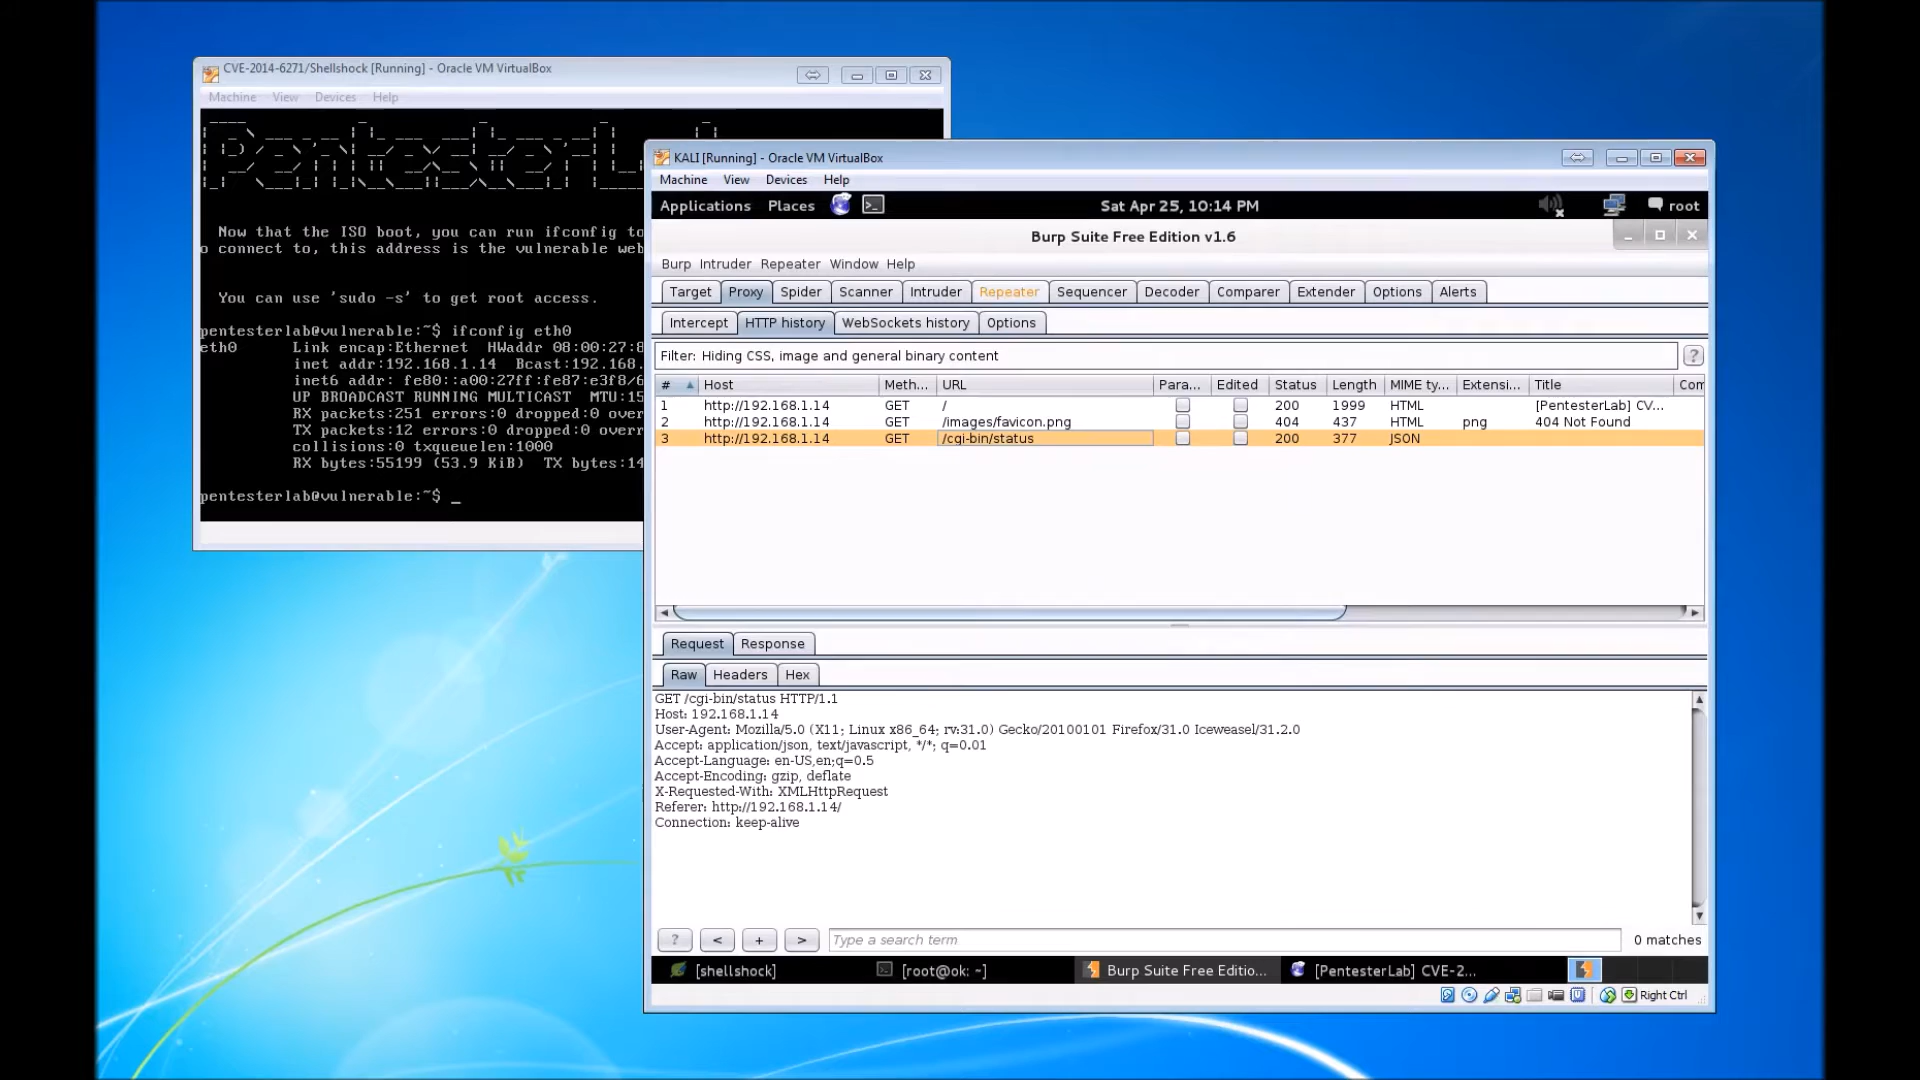 CVE-2014-6271/Shellshock [Running] - Oracle VM VirtualBox
Machine View Devices Help
Now that the ISO boot, you can run ifconfig to
o connect to, this address is the vulnerable web
You can use 'sudo -s' to get root access.
pentesterlab@vulnerable:~$ ifconfig eth0
eth0 Link encap:Ethernet HWaddr 08:00:27:8
inet addr:192.168.1.14 Bcast:192.168.
inet6 addr: fe80::a00:27ff:fe87:e3f8/6
UP BROADCAST RUNNING MULTICAST MTU:15
RX packets:251 errors:0 dropped:0 over
TX packets:12 errors:0 dropped:0 overr
collisions:0 txqueuelen:1000
RX bytes:55199 (53.9 KiB) TX bytes:14
pentesterlab@vulnerable:~$ _
KALI [Running] - Oracle VM VirtualBox
Machine View Devices Help
Applications Places Sat Apr 25, 10:14 PM root
Burp Suite Free Edition v1.6
Burp Intruder Repeater Window Help
Target Proxy Spider Scanner Intruder Repeater Sequencer Decoder Comparer Extender Options Alerts
Intercept HTTP history WebSockets history Options
Filter: Hiding CSS, image and general binary content ?
# Host Meth... URL Para... Edited Status Length MIME ty... Extensi... Title Com
1 http://192.168.1.14 GET / 200 1999 HTML [PentesterLab] CV...
2 http://192.168.1.14 GET /images/favicon.png 404 437 HTML png 404 Not Found
3 http://192.168.1.14 GET /cgi-bin/status 200 377 JSON
Request Response
Raw Headers Hex
GET /cgi-bin/status HTTP/1.1
Host: 192.168.1.14
User-Agent: Mozilla/5.0 (X11; Linux x86_64; rv:31.0) Gecko/20100101 Firefox/31.0 Iceweasel/31.2.0
Accept: application/json, text/javascript, */*; q=0.01
Accept-Language: en-US,en;q=0.5
Accept-Encoding: gzip, deflate
X-Requested-With: XMLHttpRequest
Referer: http://192.168.1.14/
Connection: keep-alive
? < + > Type a search term 0 matches
[shellshock] [root@ok: ~] Burp Suite Free Editio... [PentesterLab] CVE-2...
Right Ctrl